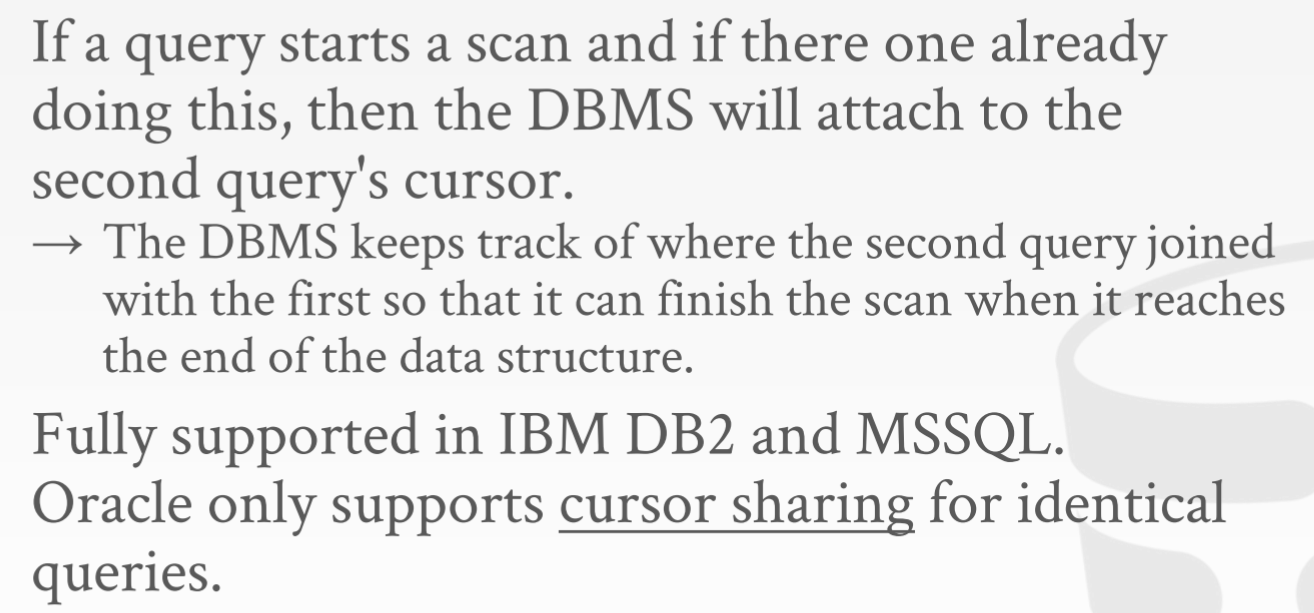 If a query starts a scan and if there one already
doing this, then the DBMS will attach to the
second query's cursor.
→ The DBMS keeps track of where the second query joined
with the first so that it can finish the scan when it reaches
the end of the data structure.
Fully supported in IBM DB2 and MSSQL.
Oracle only supports cursor sharing for identical
queries.